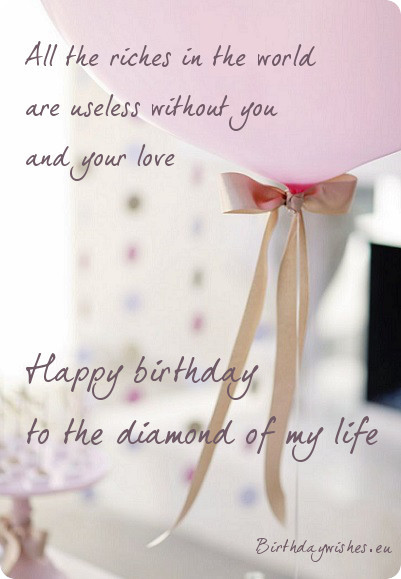 All the riches in the world
are useless without you
and your love
Happy birthday
to the diamond of my life
Birthdaywishes.eu